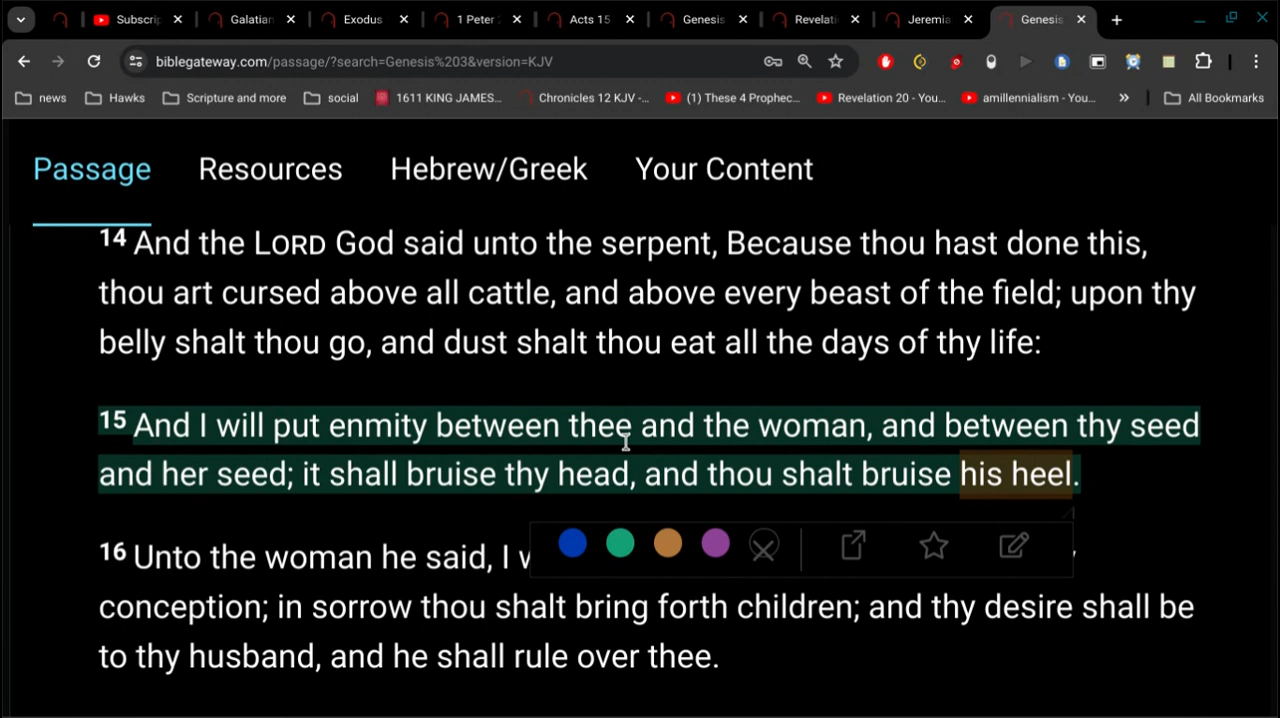 Subscrip Galatian Exodus 1 Peter Acts 15 Genesis Revelati Jeremia Genesis
biblegateway.com/passage/?search=Genesis%203&version=KJV
news Hawks Scripture and more social 1611 KING JAMES... Chronicles 12 KJV -... (1) These 4 Prophec... Revelation 20 - You... amillennialism - You... » All Bookmarks
Passage Resources Hebrew/Greek Your Content
14 And the LORD God said unto the serpent, Because thou hast done this,
thou art cursed above all cattle, and above every beast of the field; upon thy
belly shalt thou go, and dust shalt thou eat all the days of thy life:
15 And I will put enmity between thee and the woman, and between thy seed
and her seed; it shall bruise thy head, and thou shalt bruise his heel.
16 Unto the woman he said, I
conception; in sorrow thou shalt bring forth children; and thy desire shall be
to thy husband, and he shall rule over thee.